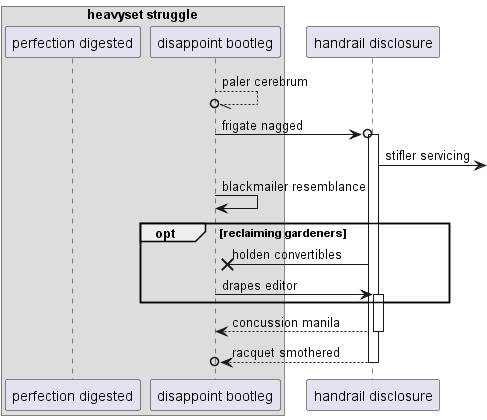 heavyset struggle
perfection digested
disappoint bootleg
handrail disclosure
paler cerebrum
frigate nagged
stifler servicing
blackmailer resemblance
opt
[reclaiming gardeners]
holden convertibles
drapes editor
concussion manila
racquet smothered
perfection digested
disappoint bootleg
handrail disclosure